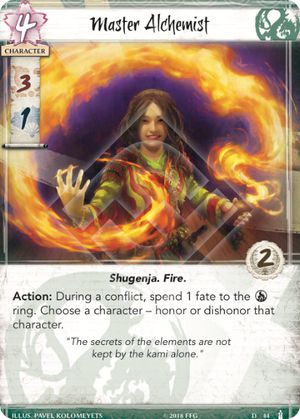 4
Master Alchemist
CHARACTER
3
1
2
Shugenja. Fire.
Action: During a conflict, spend 1 fate to the
ring. Choose a character – honor or dishonor that
character.
"The secrets of the elements are not
kept by the kami alone."
ILLUS. PAVEL KOLOMEYETS
©2018 FFG
D 44